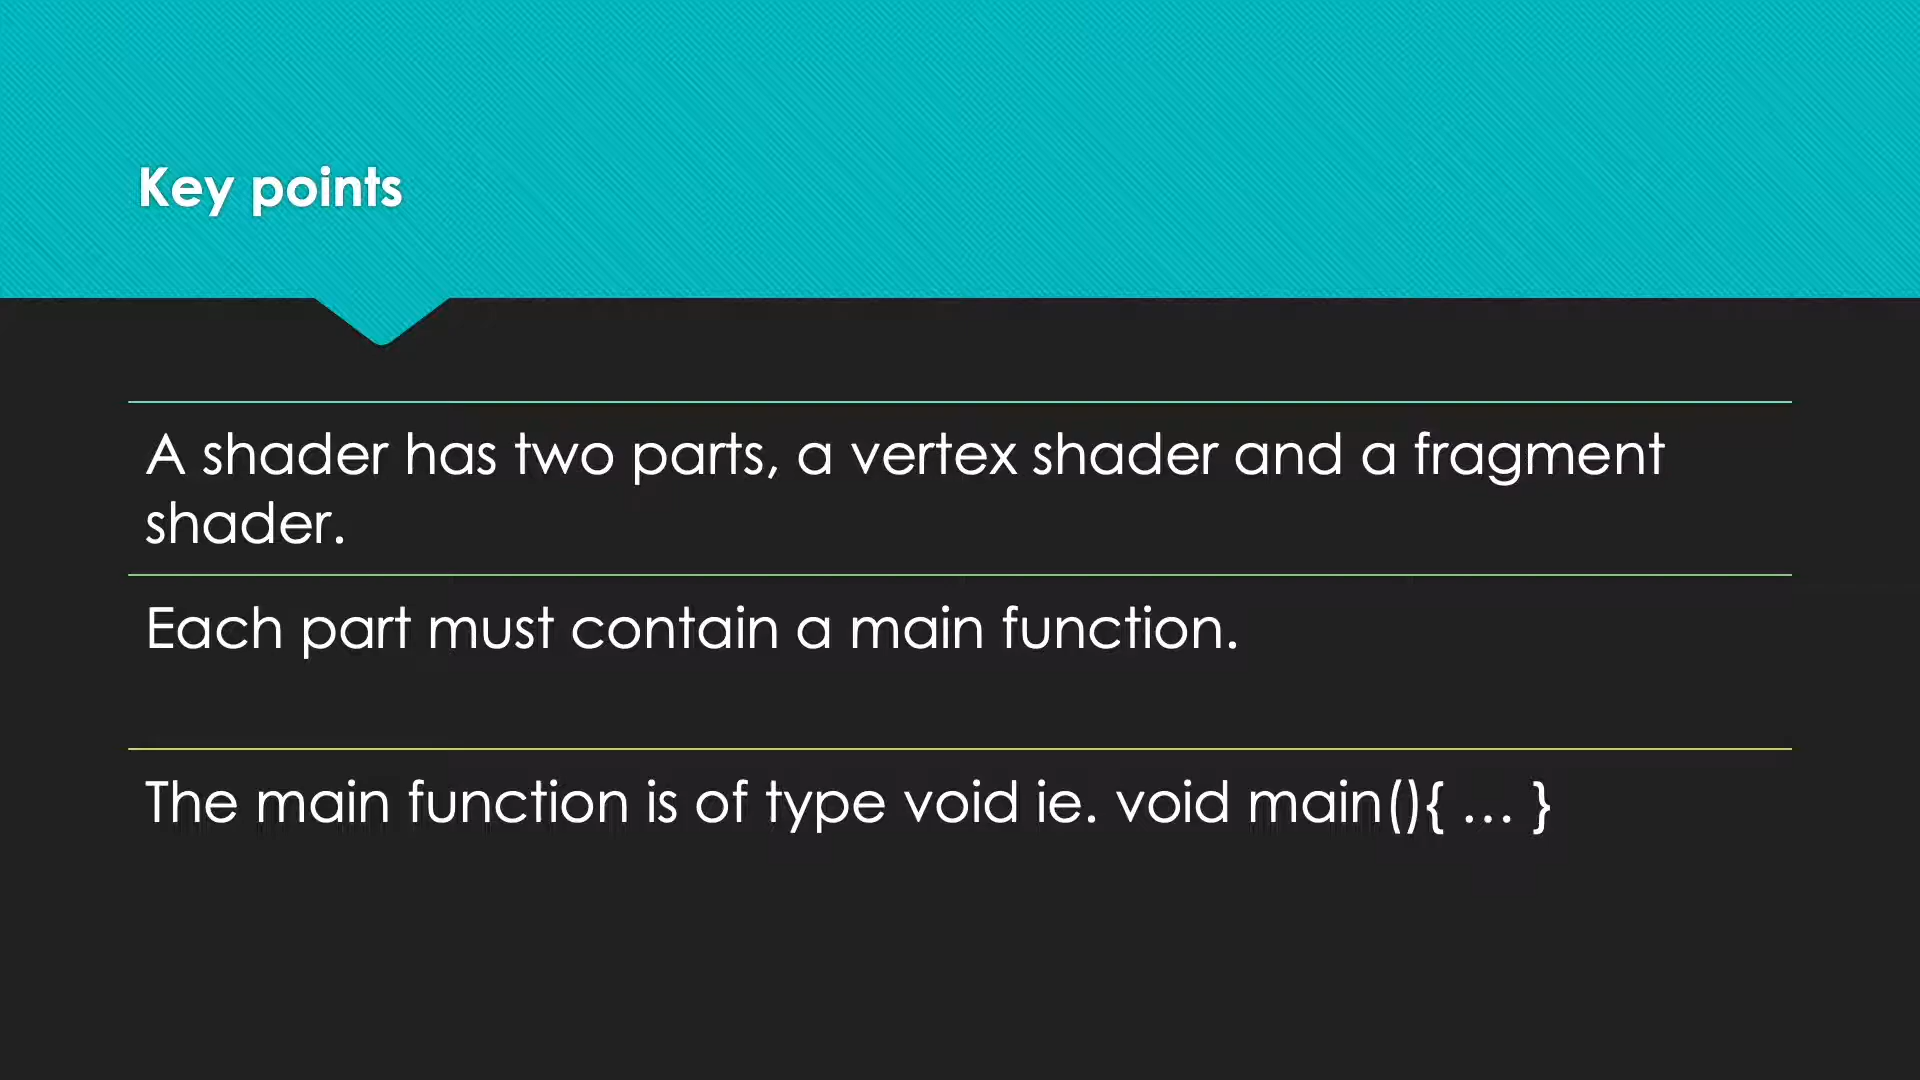 Key points
A shader has two parts, a vertex shader and a fragment
shader.
Each part must contain a main function.
The main function is of type void ie. void main(){ … }